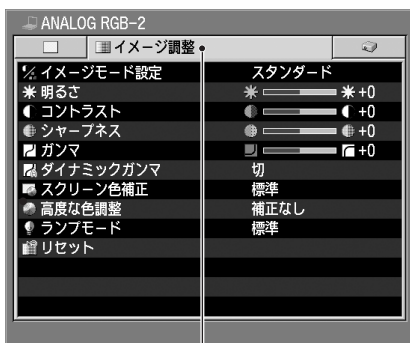 ANALOG RGB-2
イメージ調整
イメージモード設定 スタンダード
明るさ +0
コントラスト +0
シャープネス +0
ガンマ +0
ダイナミックガンマ 切
スクリーン色補正 標準
高度な色調整 補正なし
ランプモード 標準
リセット